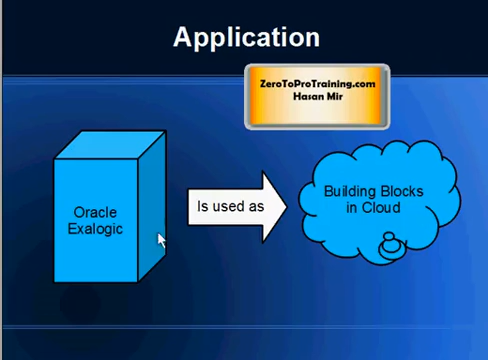 Application
ZeroToProTraining.com
Hasan Mir
Oracle
Exalogic
Is used as
Building Blocks
in Cloud